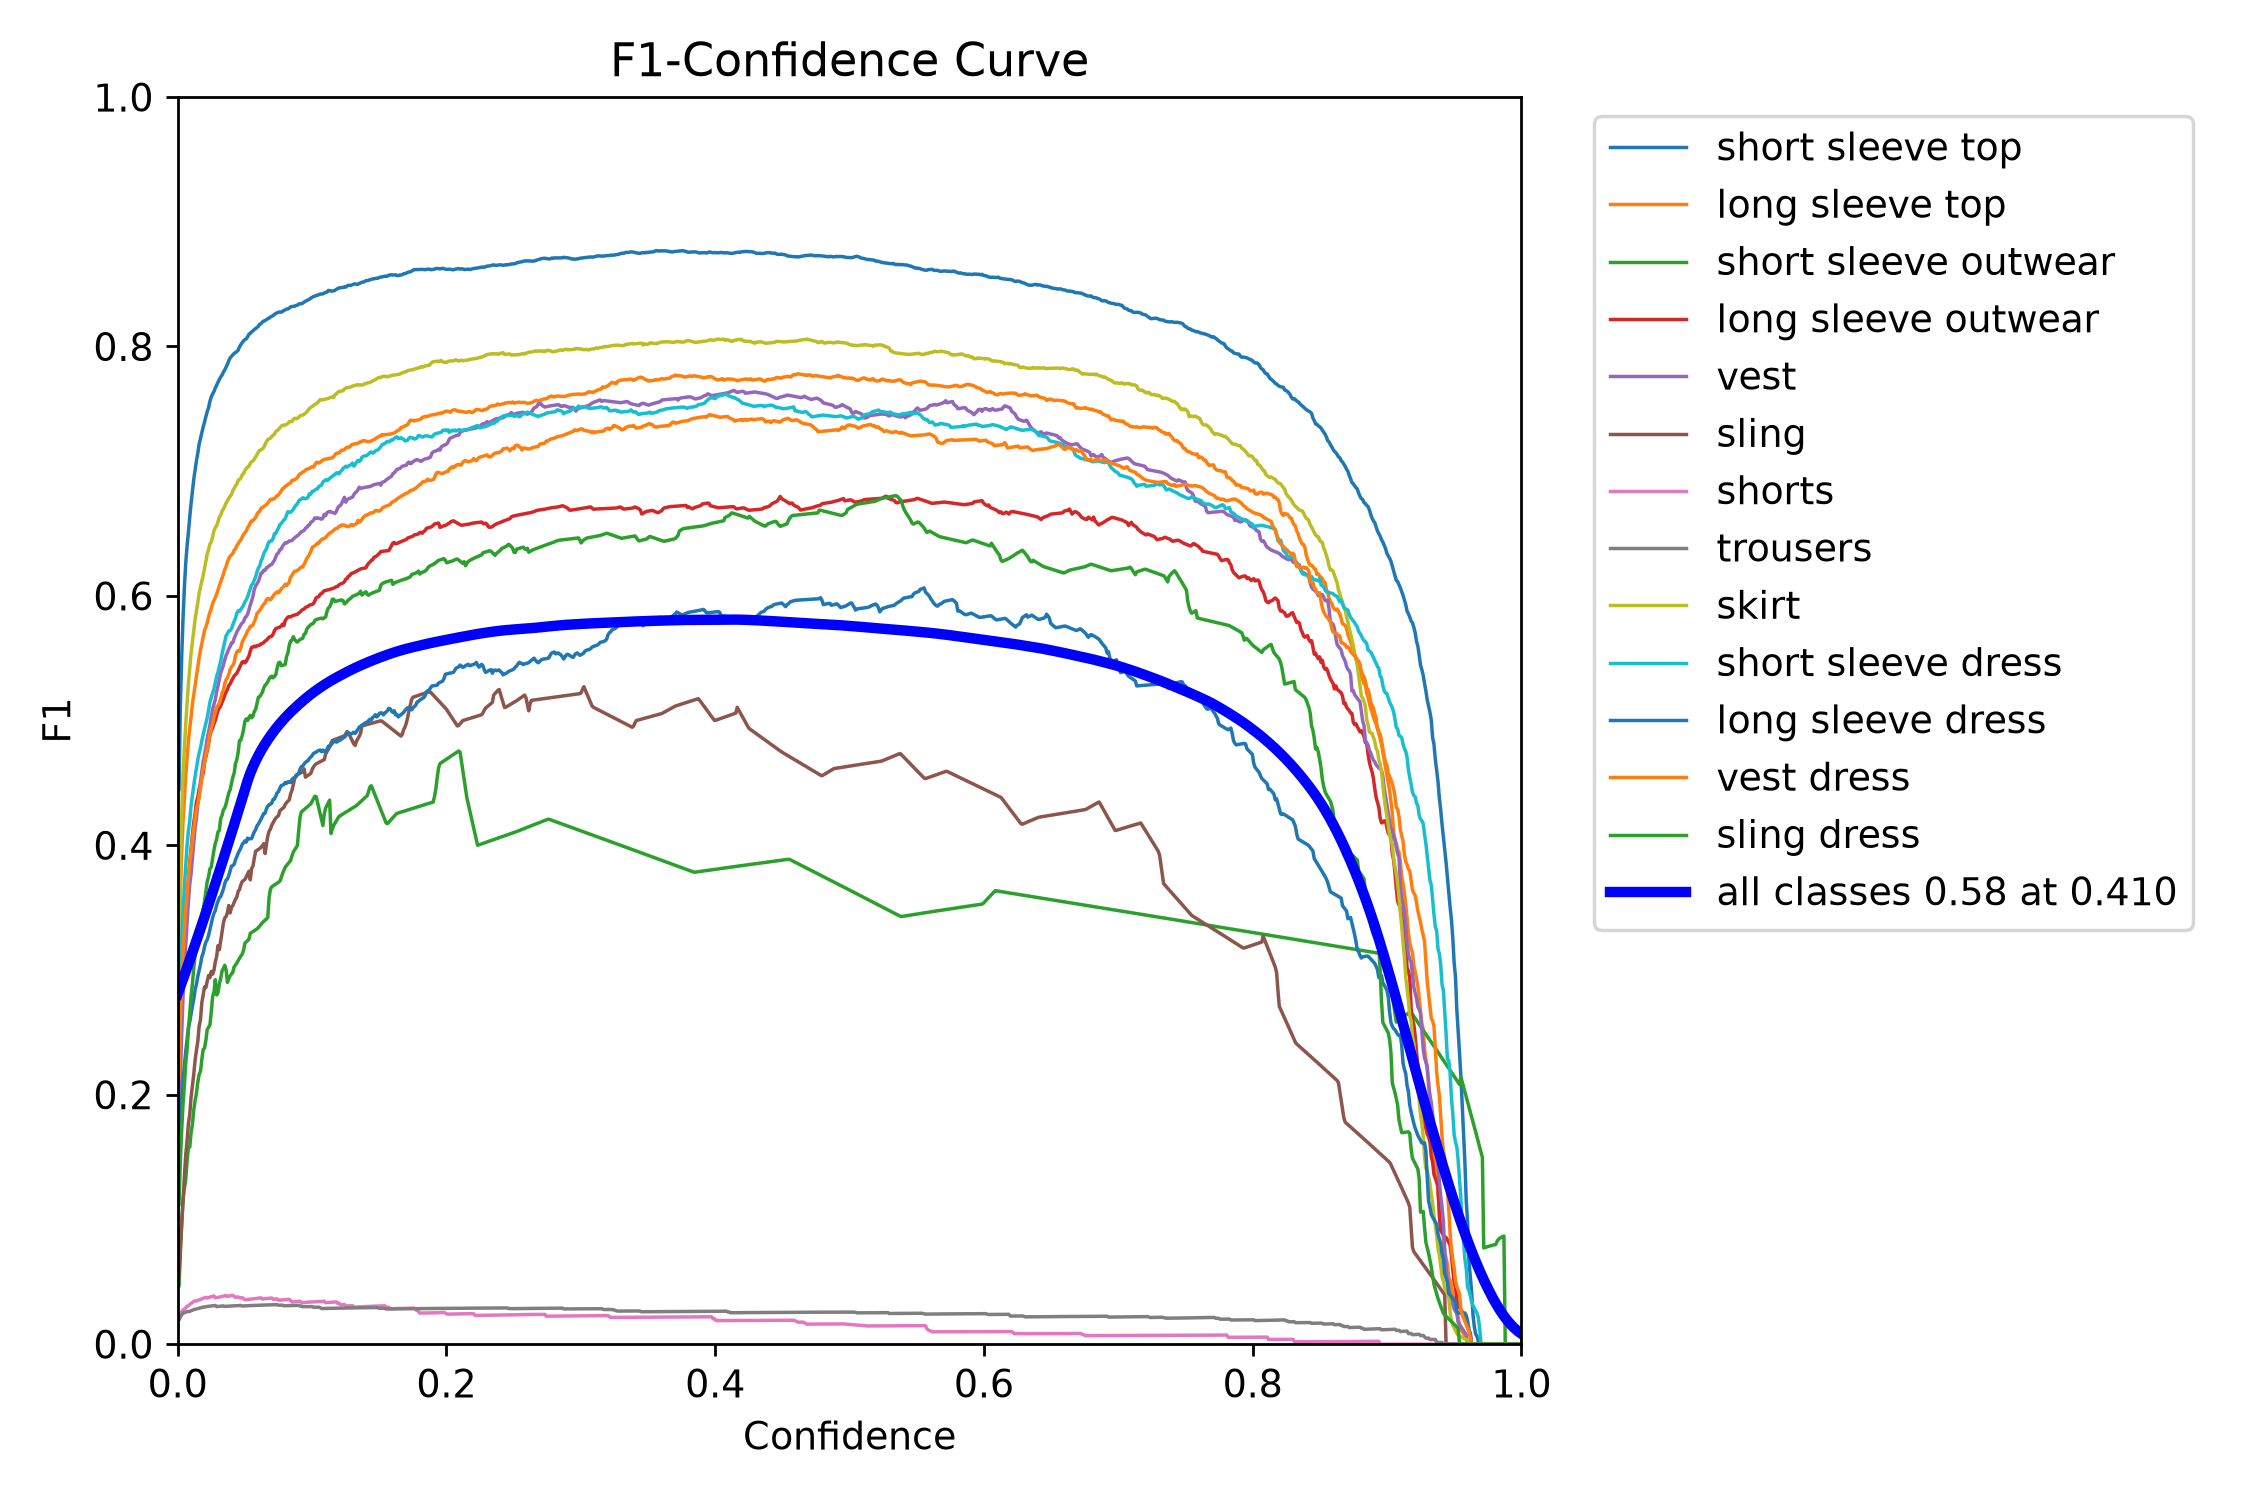 F1-Confidence Curve
1.0
0.8
0.6
0.4
0.2
0.0
F1
0.0 0.2 0.4 0.6 0.8 1.0
Confidence
short sleeve top
long sleeve top
short sleeve outwear
long sleeve outwear
vest
sling
shorts
trousers
skirt
short sleeve dress
long sleeve dress
vest dress
sling dress
all classes 0.58 at 0.410